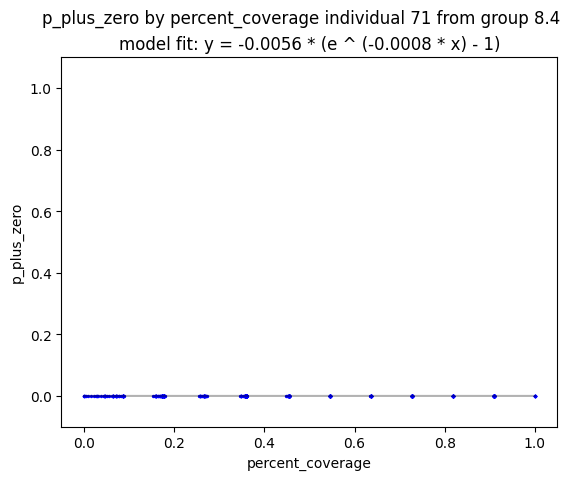 p_plus_zero by percent_coverage individual 71 from group 8.4
model fit: y = -0.0056 * (e ^ (-0.0008 * x) - 1)
1.0
0.8
0.6
0.4
0.2
0.0
p_plus_zero
0.0 0.2 0.4 0.6 0.8 1.0
percent_coverage